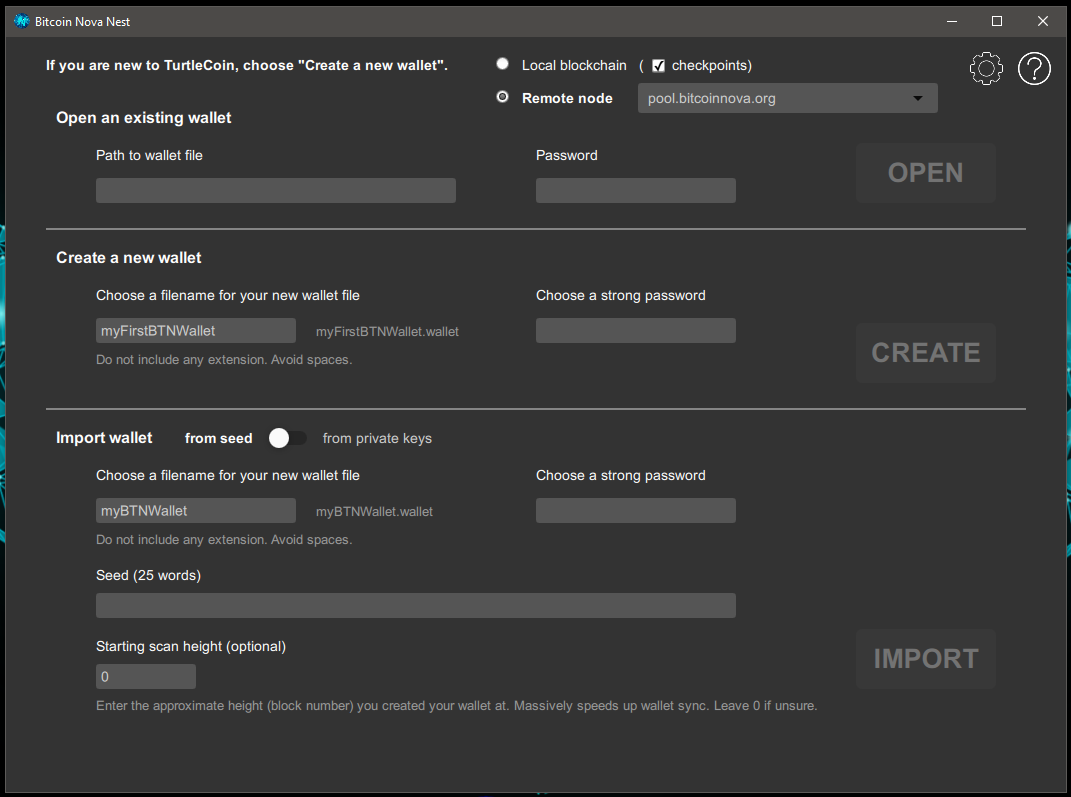 Bitcoin Nova Nest
If you are new to TurtleCoin, choose "Create a new wallet".
Local blockchain ( checkpoints)
Remote node
pool.bitcoinnova.org
Open an existing wallet
Path to wallet file
Password
OPEN
Create a new wallet
Choose a filename for your new wallet file
Choose a strong password
myFirstBTNWallet
myFirstBTNWallet.wallet
Do not include any extension. Avoid spaces.
CREATE
Import wallet
from seed
from private keys
Choose a filename for your new wallet file
Choose a strong password
myBTNWallet
myBTNWallet.wallet
Do not include any extension. Avoid spaces.
Seed (25 words)
Starting scan height (optional)
0
IMPORT
Enter the approximate height (block number) you created your wallet at. Massively speeds up wallet sync. Leave 0 if unsure.